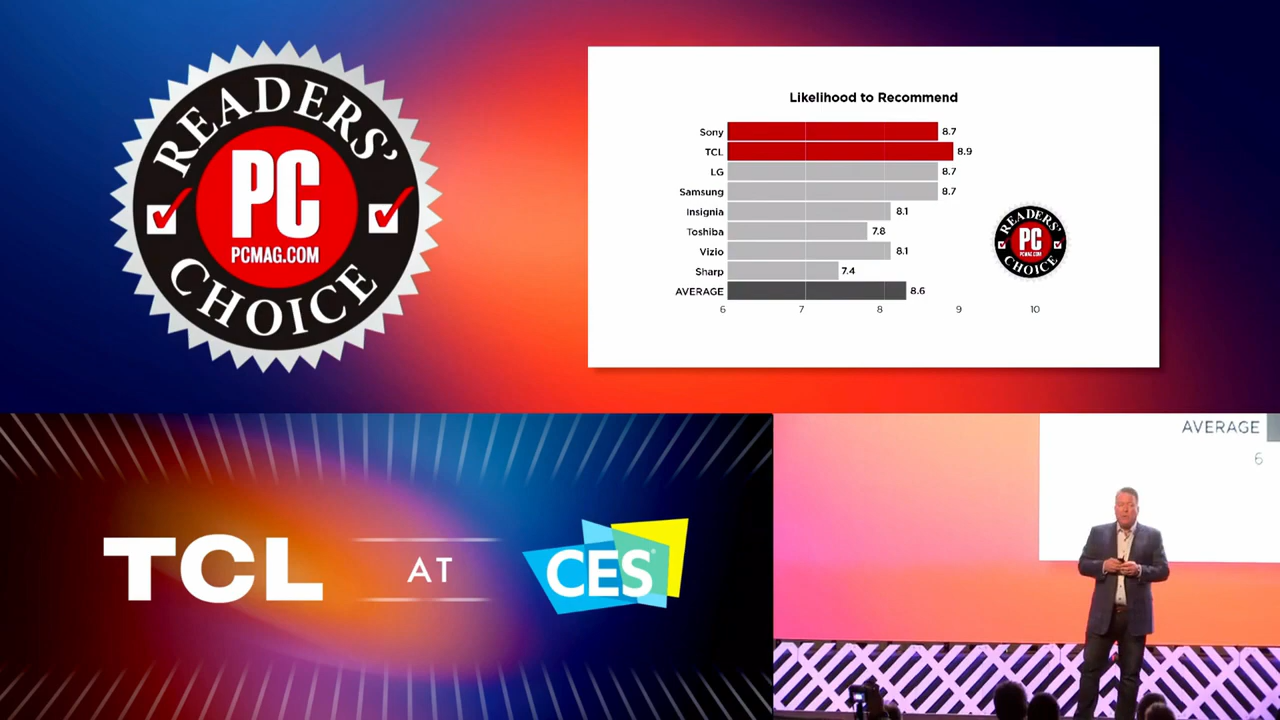 READERS'
PC
PCMAG.COM
CHOICE
Likelihood to Recommend
Sony 8.7
TCL 8.9
LG 8.7
Samsung 8.7
Insignia 8.1
Toshiba 7.8
Vizio 8.1
Sharp 7.4
AVERAGE 8.6
6 7 8 9 10
READERS'
PC
PCMAG.COM
CHOICE
TCL AT CES®
AVERAGE
6